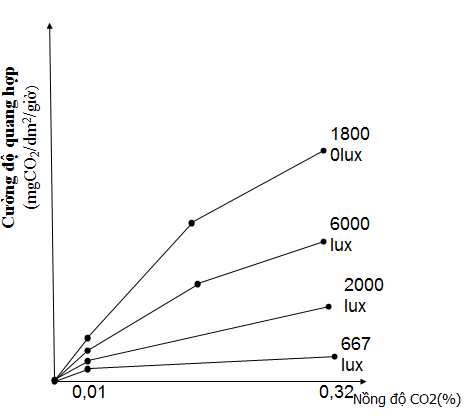 Cường độ quang hợp
(mgCO2/dm2/giờ)
1800
0lux
6000
lux
2000
lux
667
lux
0,01
0.32
Nồng độ CO2(%)